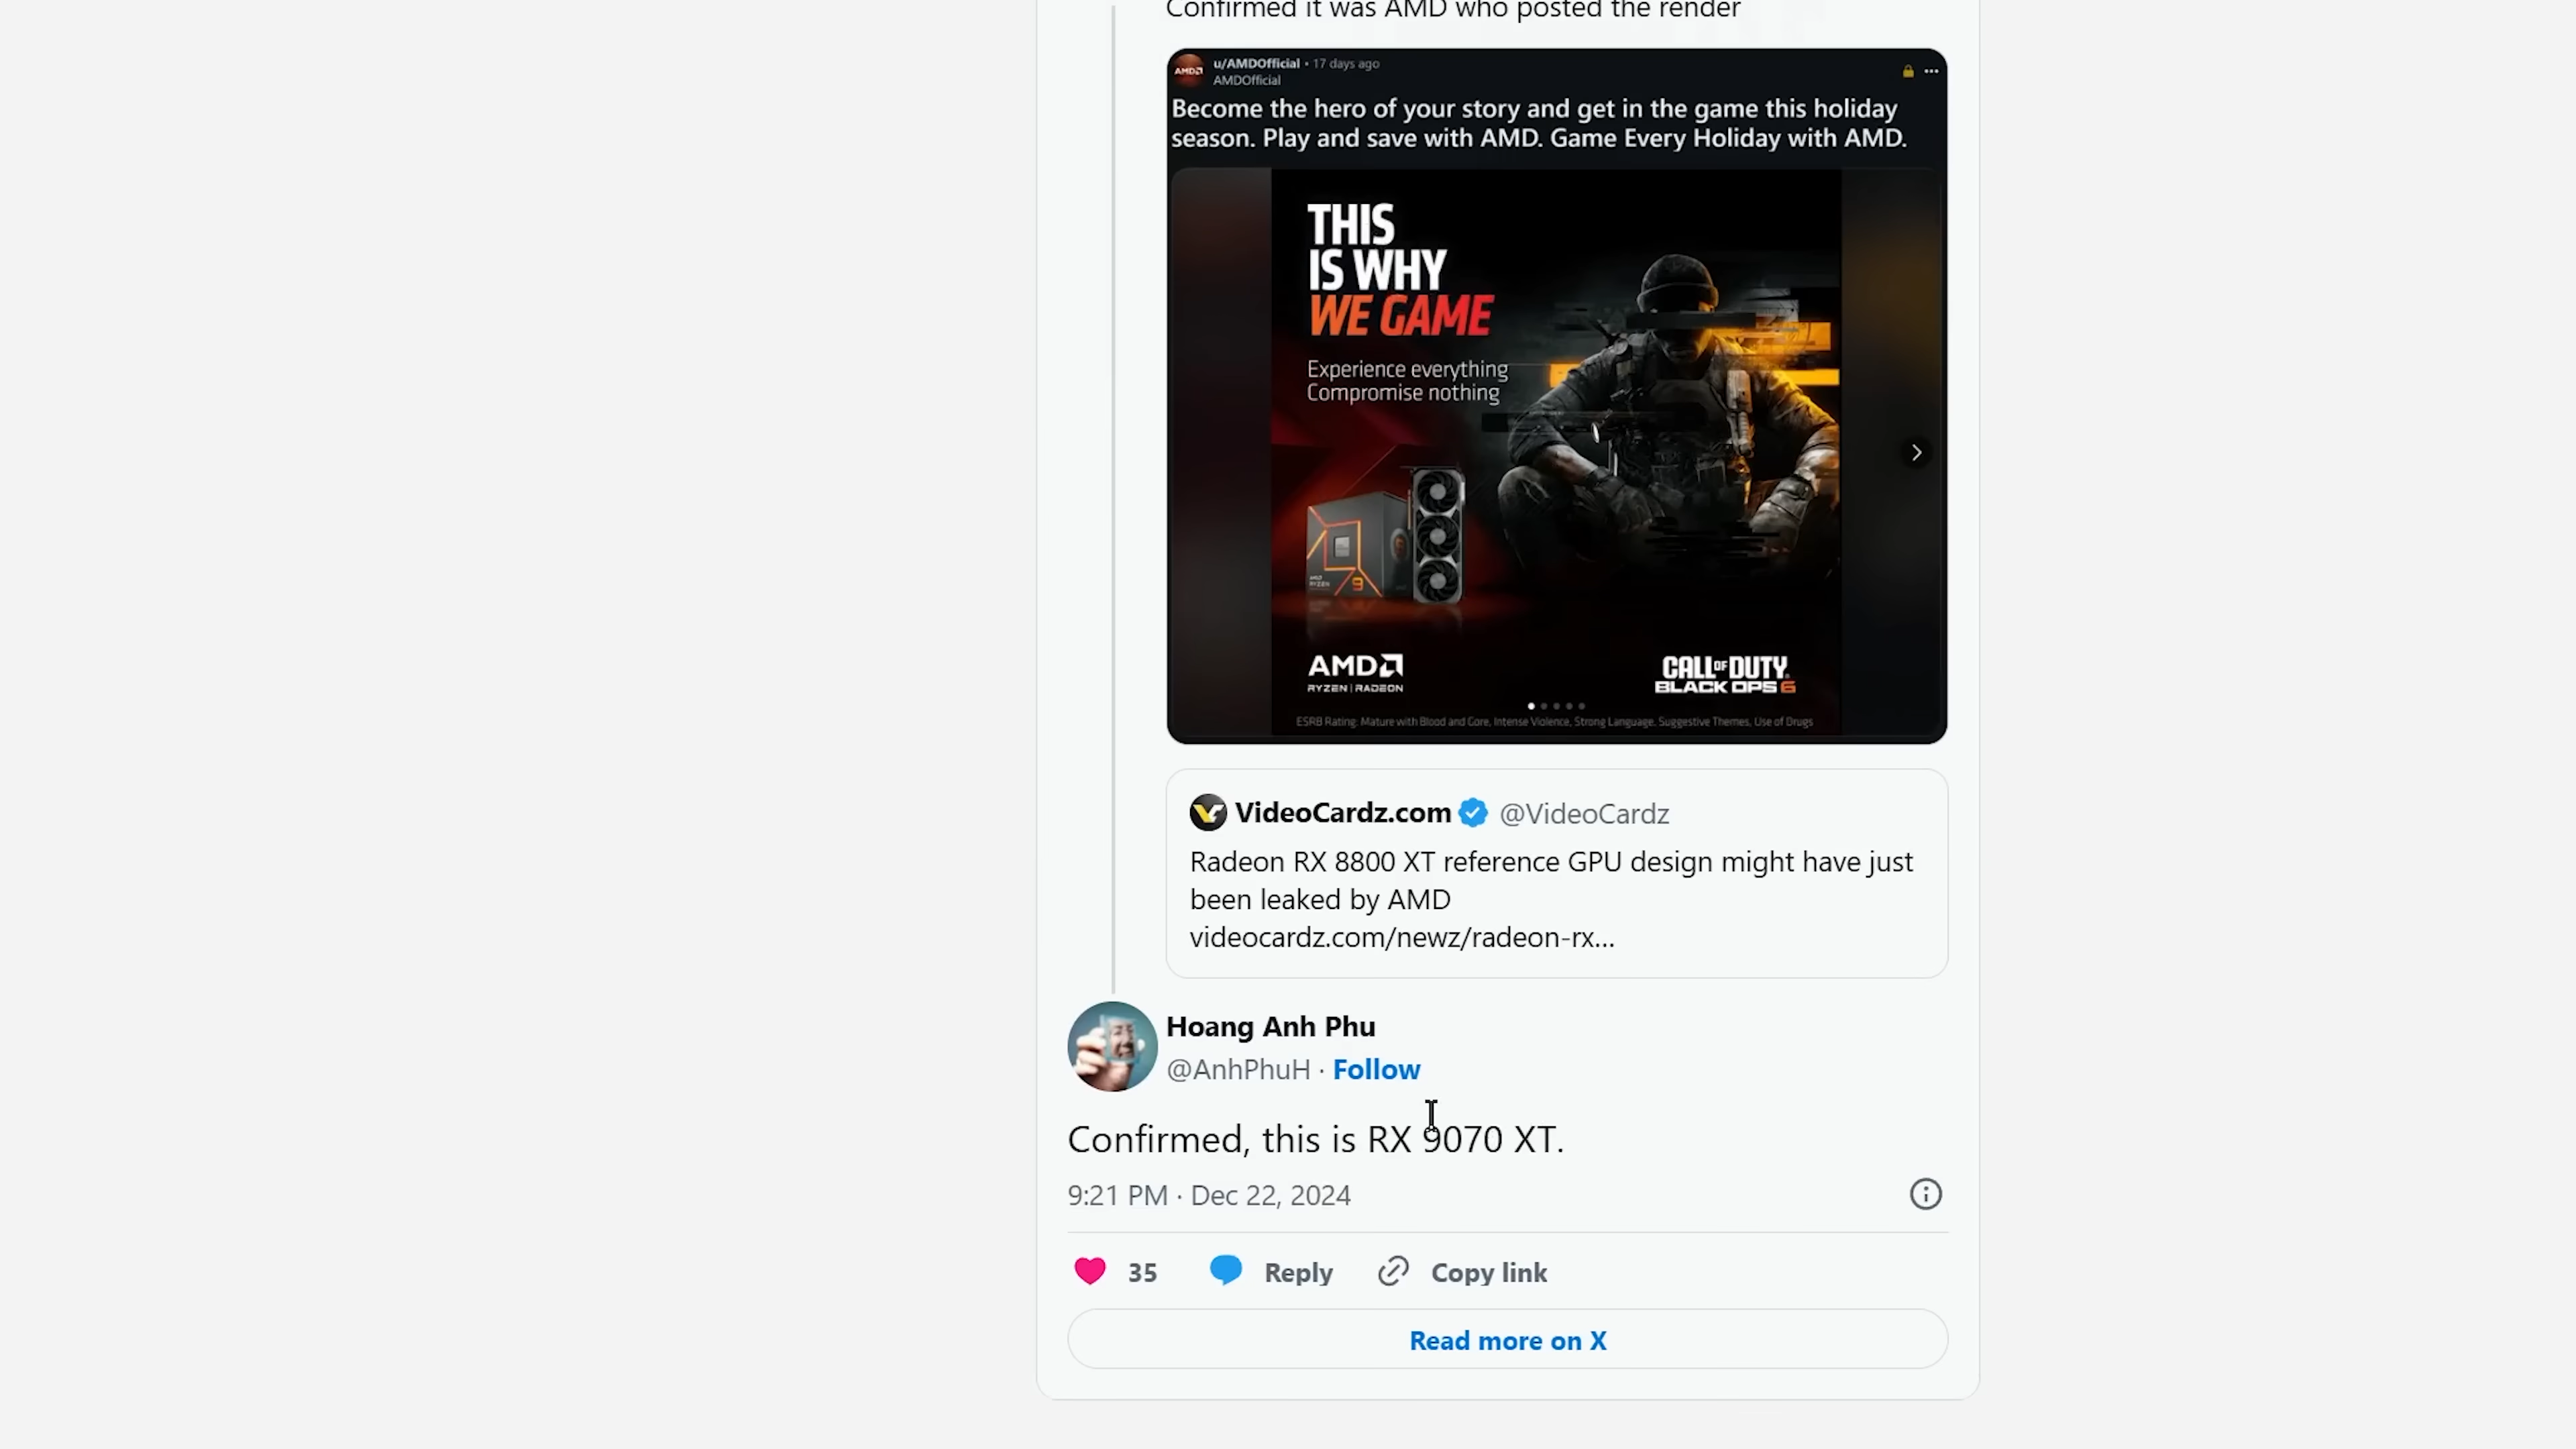 Confirmed it was AMD who posted the render
AMD
u/AMDOfficial • 17 days ago
AMDOfficial
Become the hero of your story and get in the game this holiday
season. Play and save with AMD. Game Every Holiday with AMD.
THIS
IS WHY
WE GAME
Experience everything
Compromise nothing
AMD
RYZEN
9
AMD
RYZEN | RADEON
CALL OF DUTY
BLACK OPS 6
ESRB Rating: Mature with Blood and Gore, Intense Violence, Strong Language, Suggestive Themes, Use of Drugs
VideoCardz.com @VideoCardz
Radeon RX 8800 XT reference GPU design might have just
been leaked by AMD
videocardz.com/newz/radeon-rx...
Hoang Anh Phu
@AnhPhuH · Follow
Confirmed, this is RX 9070 XT.
9:21 PM · Dec 22, 2024
35 Reply Copy link
Read more on X